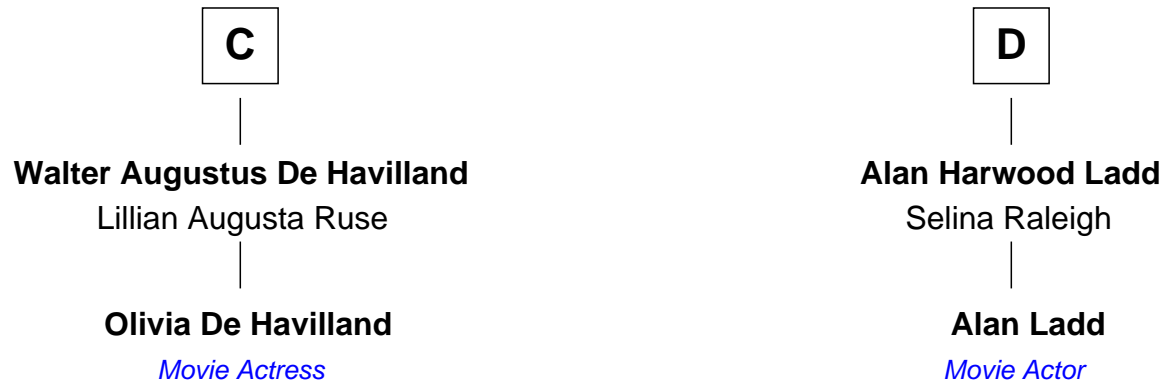 C
Walter Augustus De Havilland
Lillian Augusta Ruse
Olivia De Havilland
Movie Actress
D
Alan Harwood Ladd
Selina Raleigh
Alan Ladd
Movie Actor